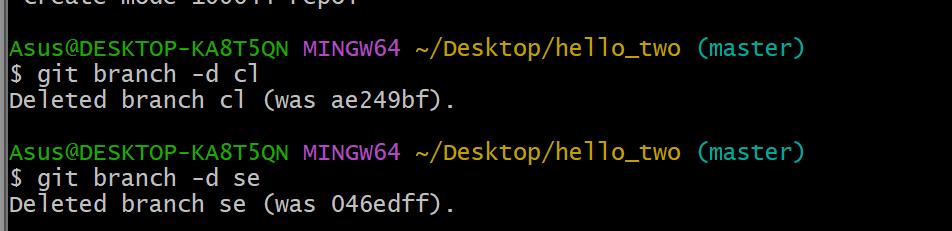 Asus@DESKTOP-KA8T5QN MINGW64 ~/Desktop/hello_two (master)
$ git branch -d cl
Deleted branch cl (was ae249bf).
Asus@DESKTOP-KA8T5QN MINGW64 ~/Desktop/hello_two (master)
$ git branch -d se
Deleted branch se (was 046edff).